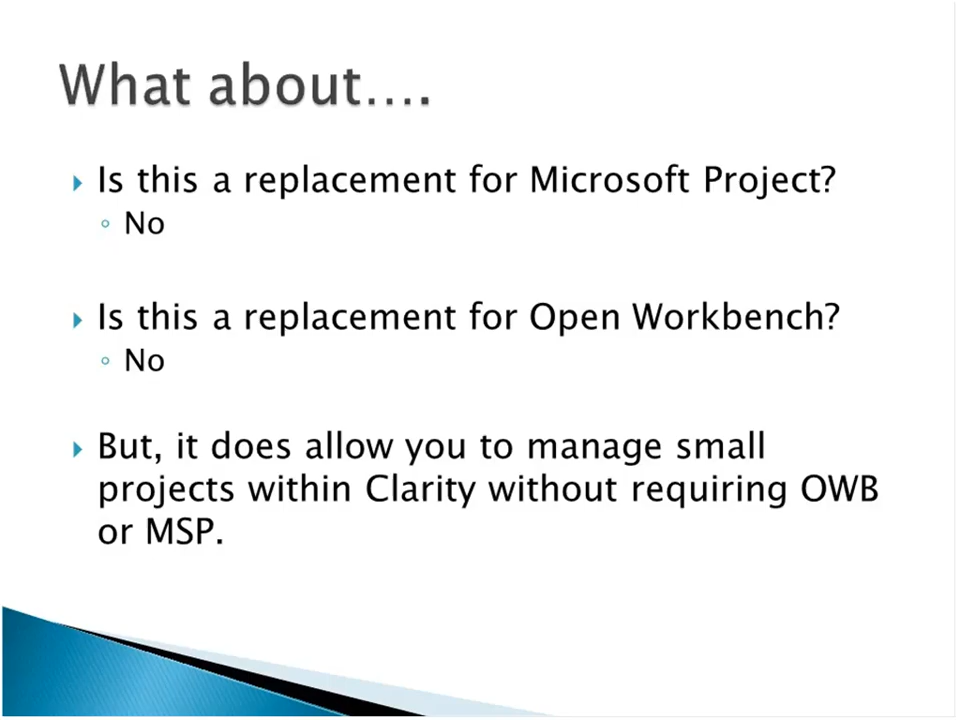 What about….
Is this a replacement for Microsoft Project?
No
Is this a replacement for Open Workbench?
No
But, it does allow you to manage small
projects within Clarity without requiring OWB
or MSP.